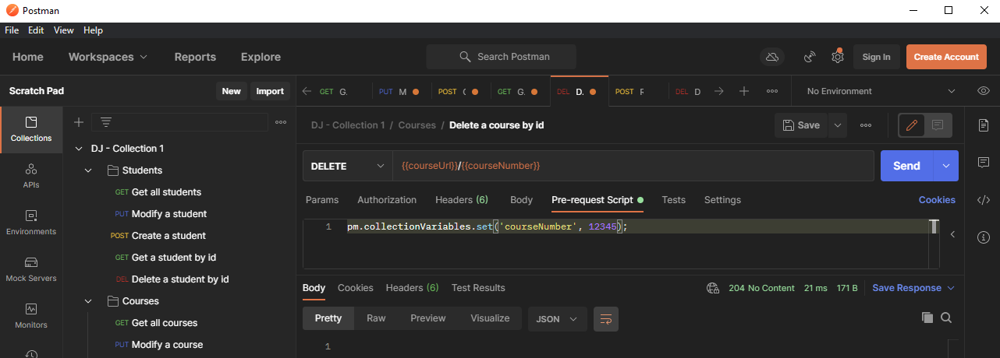 Postman
File Edit View Help
Home Workspaces Reports Explore Search Postman Sign In Create Account
Scratch Pad New Import
GET G. PUT M POST GET G. DEL D. POST DEL D No Environment
Collections
APIs
Environments
Mock Servers
Monitors
DJ - Collection 1
Students
GET Get all students
PUT Modify a student
POST Create a student
GET Get a student by id
DEL Delete a student by id
Courses
GET Get all courses
PUT Modify a course
DJ - Collection 1 / Courses / Delete a course by id Save
DELETE {{courseUrl}}/{{courseNumber}} Send
Params Authorization Headers (6) Body Pre-request Script Tests Settings Cookies
1 pm.collectionVariables.set('courseNumber', 12345);
Body Cookies Headers (6) Test Results 204 No Content 21 ms 171 B Save Response
Pretty Raw Preview Visualize JSON
1